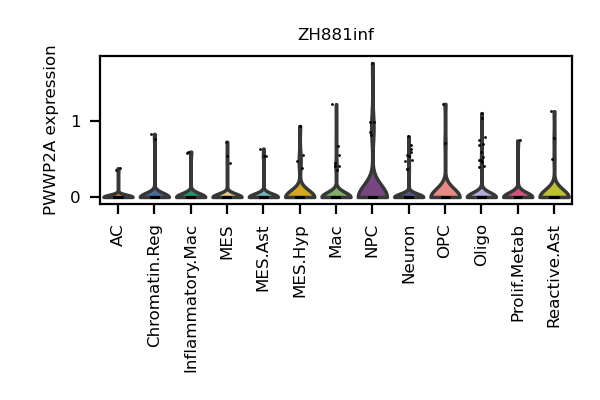 ZH881inf
PWWP2A expression
1
0
AC
Chromatin.Reg
Inflammatory.Mac
MES
MES.Ast
MES.Hyp
Mac
NPC
Neuron
OPC
Oligo
Prolif.Metab
Reactive.Ast